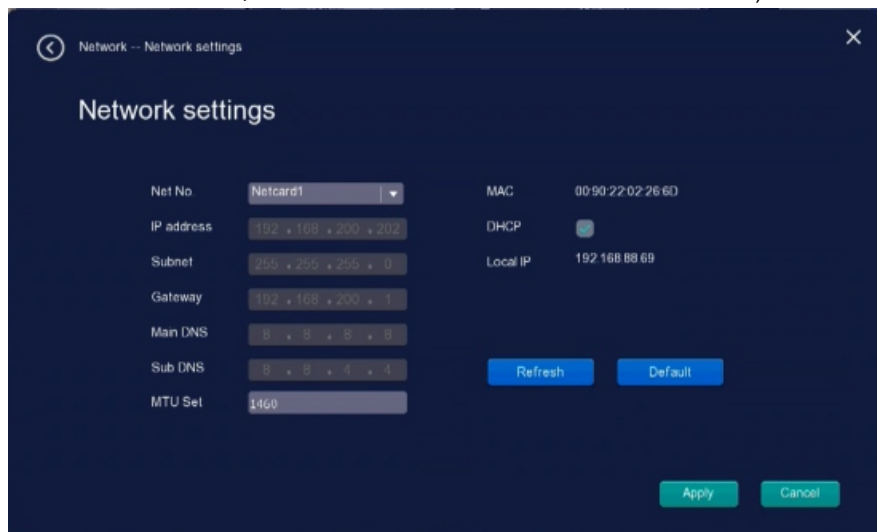 Network -- Network settings
Network settings
Net No. Netcard1
MAC 00:90:22:02:26:6D
IP address 192 . 168 . 200 . 202
DHCP
Subnet 255 . 255 . 255 . 0
Local IP 192.168.88.69
Gateway 192 . 168 . 200 . 1
Main DNS 8 . 8 . 8 . 8
Sub DNS 8 . 8 . 4 . 4
Refresh Default
MTU Set 1460
Apply Cancel